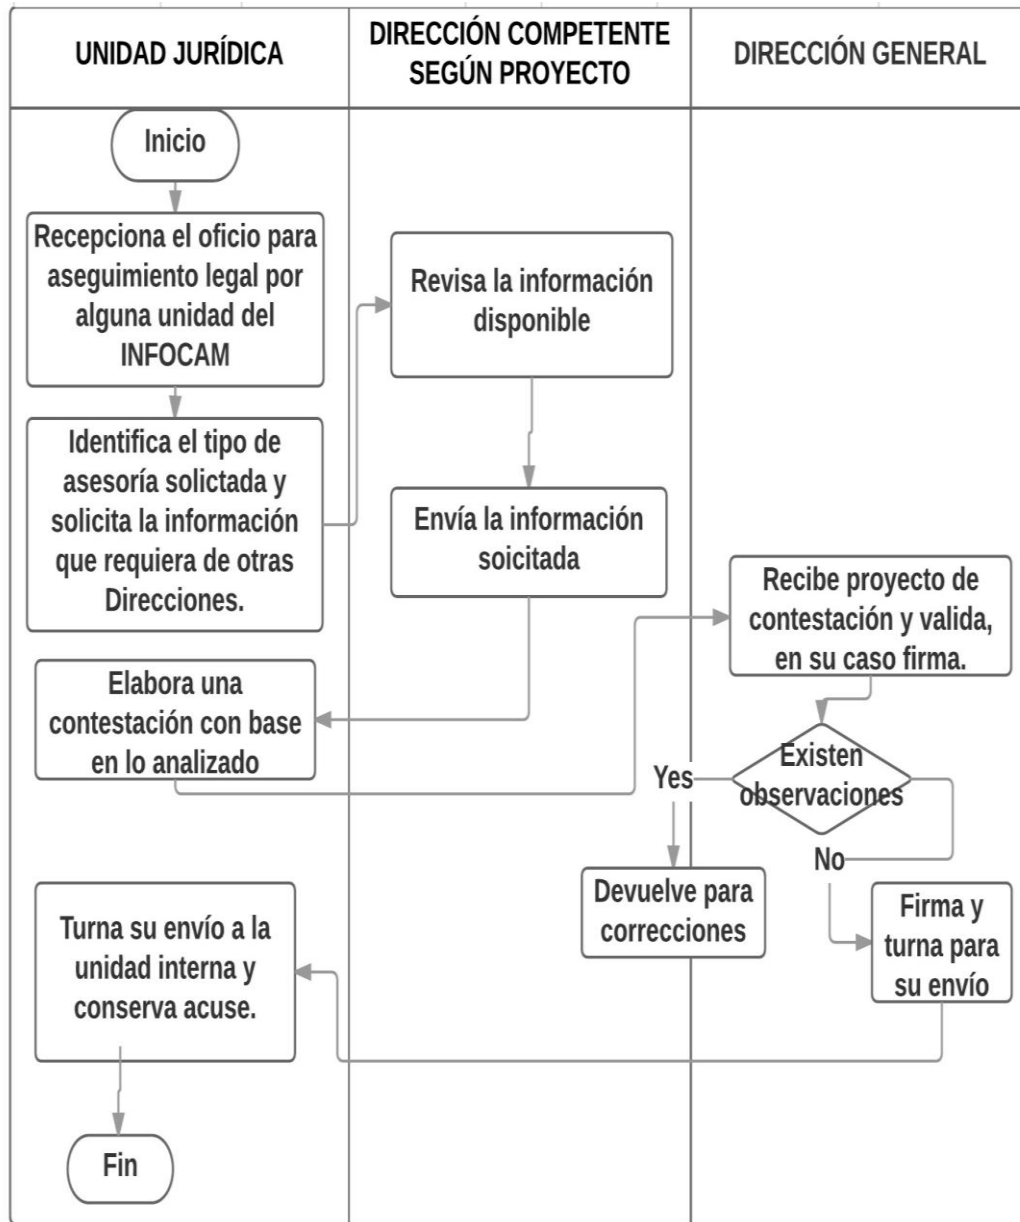 UNIDAD JURÍDICA
DIRECCIÓN COMPETENTE
SEGÚN PROYECTO
DIRECCIÓN GENERAL
Inicio
Recepciona el oficio para
aseguimiento legal por
alguna unidad del
INFOCAM
Identifica el tipo de
asesoría solictada y
solicita la información
que requiera de otras
Direcciones.
Revisa la información
disponible
Envía la información
soicitada
Elabora una
contestación con base
en lo analizado
Recibe proyecto de
contestación y valida,
en su caso firma.
Existen
observaciones
Yes
No
Devuelve para
correcciones
Firma y
turna para
su envío
Turna su envío a la
unidad interna y
conserva acuse.
Fin